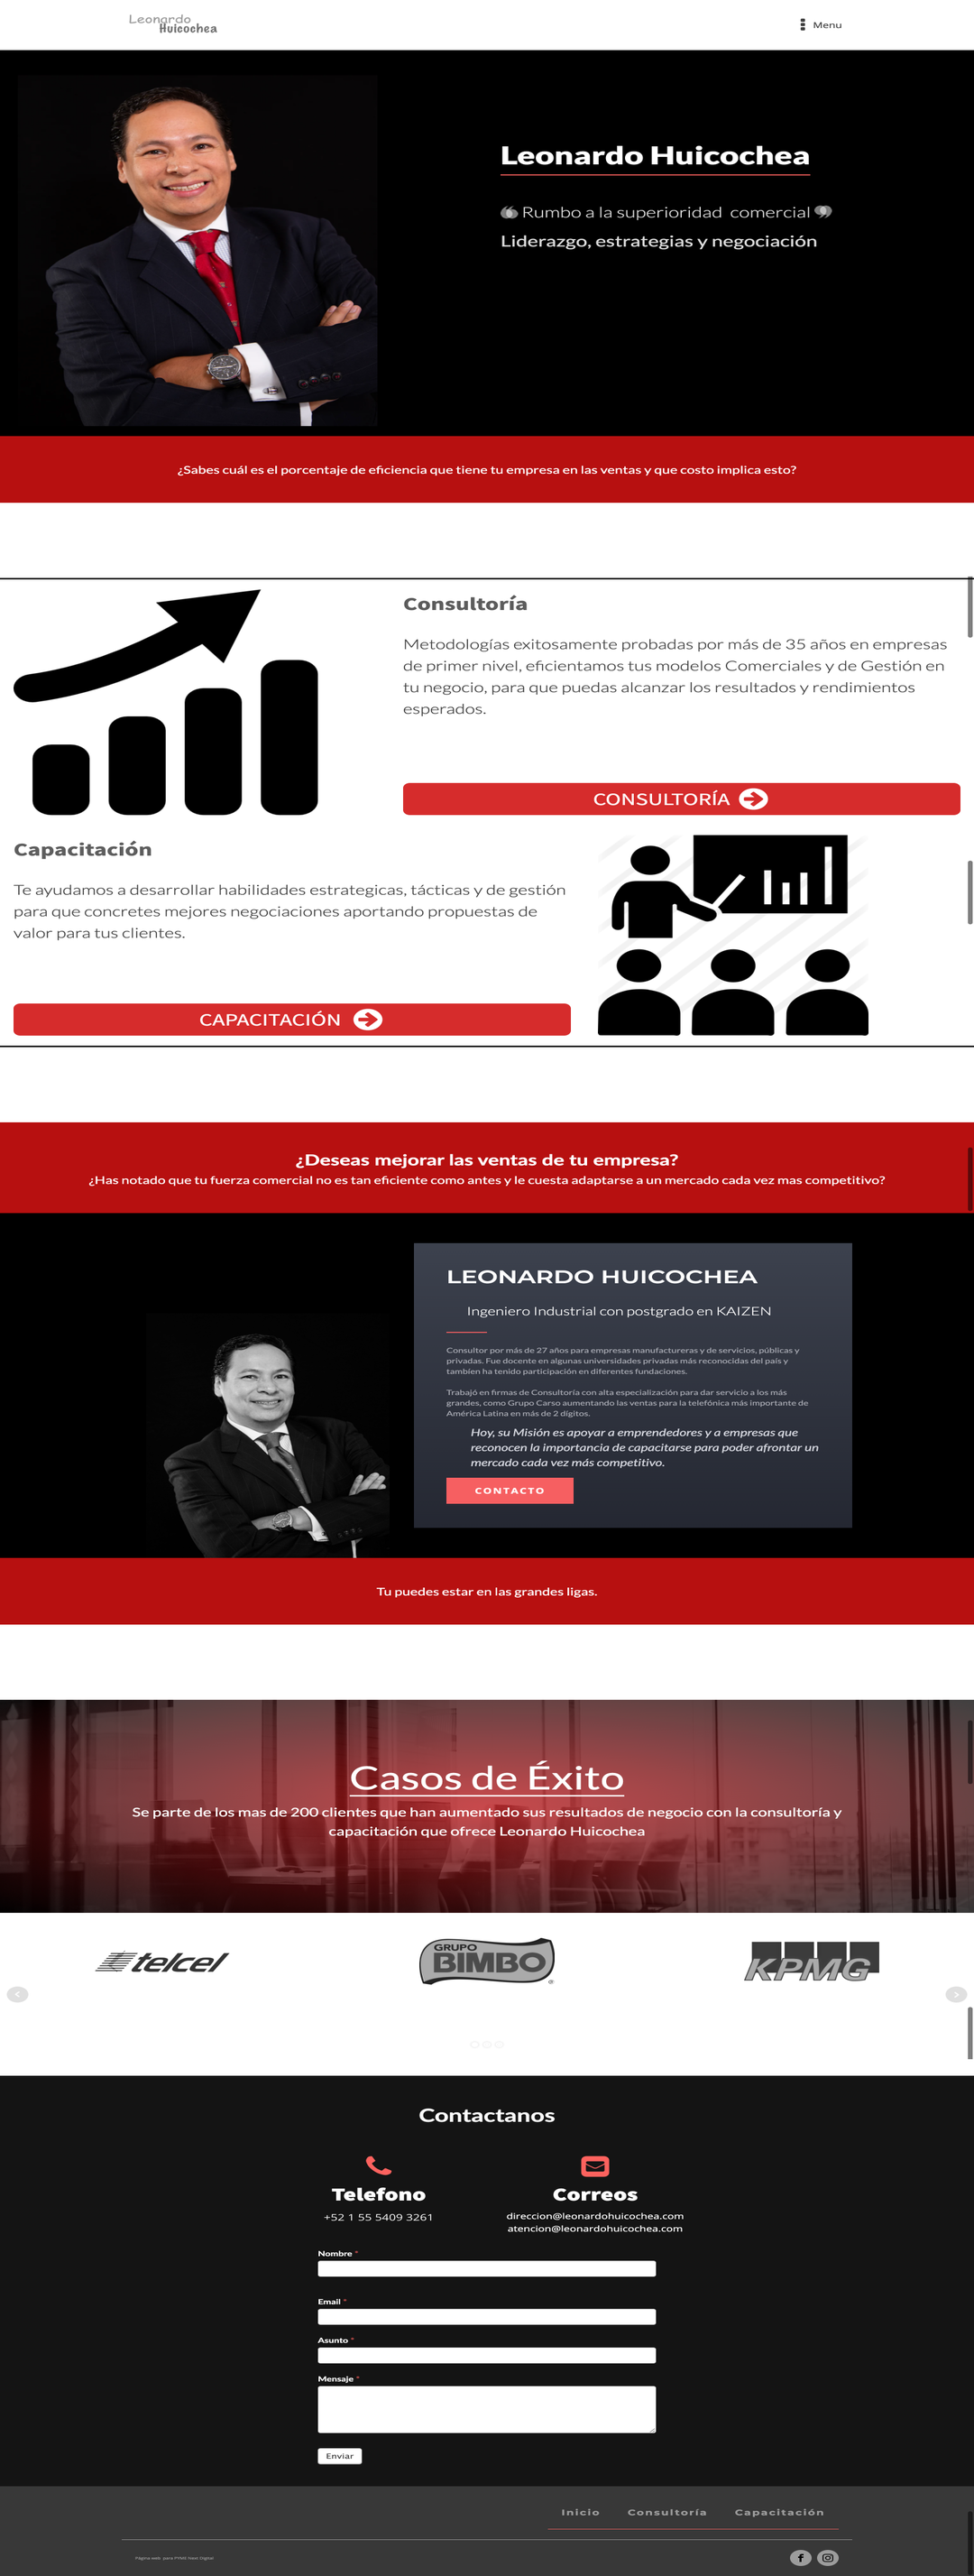 Leonardo
Huicochea
Menu
Leonardo Huicochea
Rumbo a la superioridad comercial
Liderazgo, estrategias y negociación
¿Sabes cuál es el porcentaje de eficiencia que tiene tu empresa en las ventas y que costo implica esto?
Consultoría
Metodologías exitosamente probadas por más de 35 años en empresas
de primer nivel, eficientamos tus modelos Comerciales y de Gestión en
tu negocio, para que puedas alcanzar los resultados y rendimientos
esperados.
CONSULTORÍA
Capacitación
Te ayudamos a desarrollar habilidades estrategicas, tácticas y de gestión
para que concretes mejores negociaciones aportando propuestas de
valor para tus clientes.
CAPACITACIÓN
¿Deseas mejorar las ventas de tu empresa?
¿Has notado que tu fuerza comercial no es tan eficiente como antes y le cuesta adaptarse a un mercado cada vez mas competitivo?
LEONARDO HUICOCHEA
Ingeniero Industrial con postgrado en KAIZEN
Consultor por más de 27 años para empresas manufactureras y de servicios, públicas y
privadas. Fue docente en algunas universidades privadas más reconocidas del país y
tambíen ha tenido participación en diferentes fundaciones.
Trabajó en firmas de Consultoría con alta especialización para dar servicio a los más
grandes, como Grupo Carso aumentando las ventas para la telefónica más importante de
América Latina en más de 2 dígitos.
Hoy, su Misión es apoyar a emprendedores y a empresas que
reconocen la importancia de capacitarse para poder afrontar un
mercado cada vez más competitivo.
CONTACTO
Tu puedes estar en las grandes ligas.
Casos de Éxito
Se parte de los mas de 200 clientes que han aumentado sus resultados de negocio con la consultoría y
capacitación que ofrece Leonardo Huicochea
telcel
GRUPO
BIMBO
®
KPMG
Contactanos
Telefono
+52 1 55 5409 3261
Correos
direccion@leonardohuicochea.com
atencion@leonardohuicochea.com
Nombre *
Email *
Asunto *
Mensaje *
Enviar
Inicio Consultoría Capacitación
Página web para PYMS Next Digital